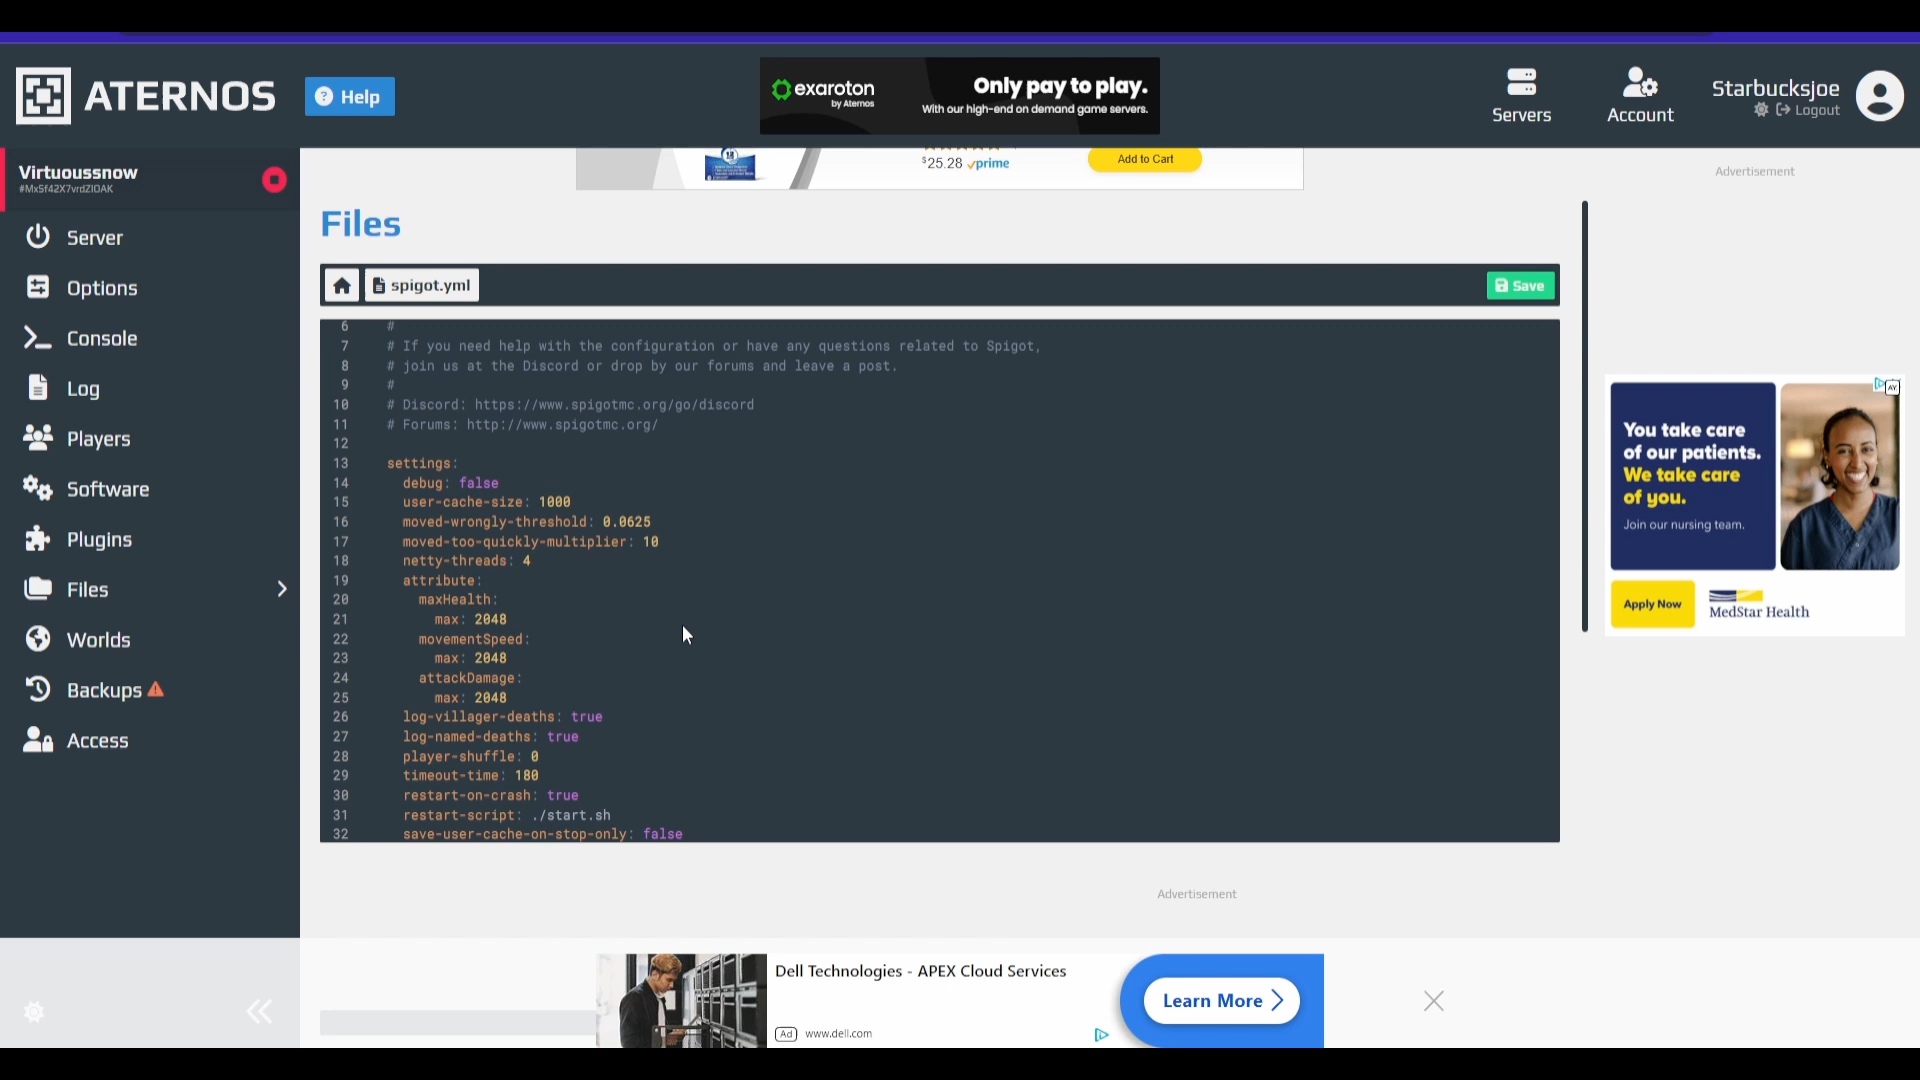 ATERNOS
Help
exaroton
by Aternos
Only pay to play.
With our high-end on demand game servers.
Servers
Account
Starbucksjoe
Logout
Virtuoussnow
Server
Options
Console
Log
Players
Software
Plugins
Files
Worlds
Backups
Access
$25.28 prime
Add to Cart
Advertisement
Files
spigot.yml
Save
6 #
7 # If you need help with the configuration or have any questions related to Spigot,
8 # join us at the Discord or drop by our forums and leave a post.
9 #
10 # Discord: https://www.spigotmc.org/go/discord
11 # Forums: http://www.spigotmc.org/
12
13 settings:
14 debug: false
15 user-cache-size: 1000
16 moved-wrongly-threshold: 0.0625
17 moved-too-quickly-multiplier: 10
18 netty-threads: 4
19 attribute:
20 maxHealth:
21 max: 2048
22 movementSpeed:
23 max: 2048
24 attackDamage:
25 max: 2048
26 log-villager-deaths: true
27 log-named-deaths: true
28 player-shuffle: 0
29 timeout-time: 180
30 restart-on-crash: true
31 restart-script: ./start.sh
32 save-user-cache-on-stop-only: false
You take care
of our patients.
We take care
of you.
Join our nursing team.
Apply Now
MedStar Health
Advertisement
Dell Technologies - APEX Cloud Services
Ad www.dell.com
Learn More